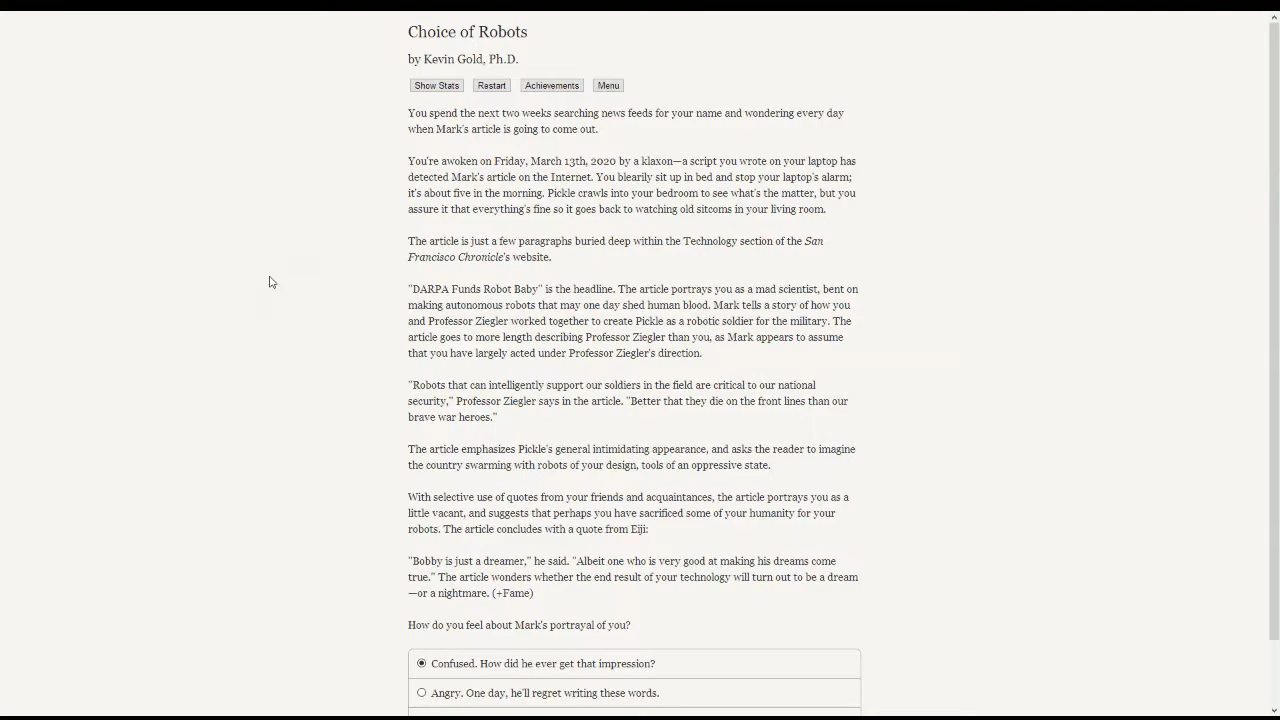 Choice of Robots
by Kevin Gold, Ph.D.
Show Stats Restart Achievements Menu
You spend the next two weeks searching news feeds for your name and wondering every day
when Mark's article is going to come out.
You're awoken on Friday, March 13th, 2020 by a klaxon—a script you wrote on your laptop has
detected Mark's article on the Internet. You blearily sit up in bed and stop your laptop's alarm;
it's about five in the morning. Pickle crawls into your bedroom to see what's the matter, but you
assure it that everything's fine so it goes back to watching old sitcoms in your living room.
The article is just a few paragraphs buried deep within the Technology section of the San
Francisco Chronicle's website.
"DARPA Funds Robot Baby" is the headline. The article portrays you as a mad scientist, bent on
making autonomous robots that may one day shed human blood. Mark tells a story of how you
and Professor Ziegler worked together to create Pickle as a robotic soldier for the military. The
article goes to more length describing Professor Ziegler than you, as Mark appears to assume
that you have largely acted under Professor Ziegler's direction.
"Robots that can intelligently support our soldiers in the field are critical to our national
security," Professor Ziegler says in the article. "Better that they die on the front lines than our
brave war heroes."
The article emphasizes Pickle's general intimidating appearance, and asks the reader to imagine
the country swarming with robots of your design, tools of an oppressive state.
With selective use of quotes from your friends and acquaintances, the article portrays you as a
little vacant, and suggests that perhaps you have sacrificed some of your humanity for your
robots. The article concludes with a quote from Eiji:
"Bobby is just a dreamer," he said. "Albeit one who is very good at making his dreams come
true." The article wonders whether the end result of your technology will turn out to be a dream
—or a nightmare. (+Fame)
How do you feel about Mark's portrayal of you?
Confused. How did he ever get that impression?
Angry. One day, he'll regret writing these words.